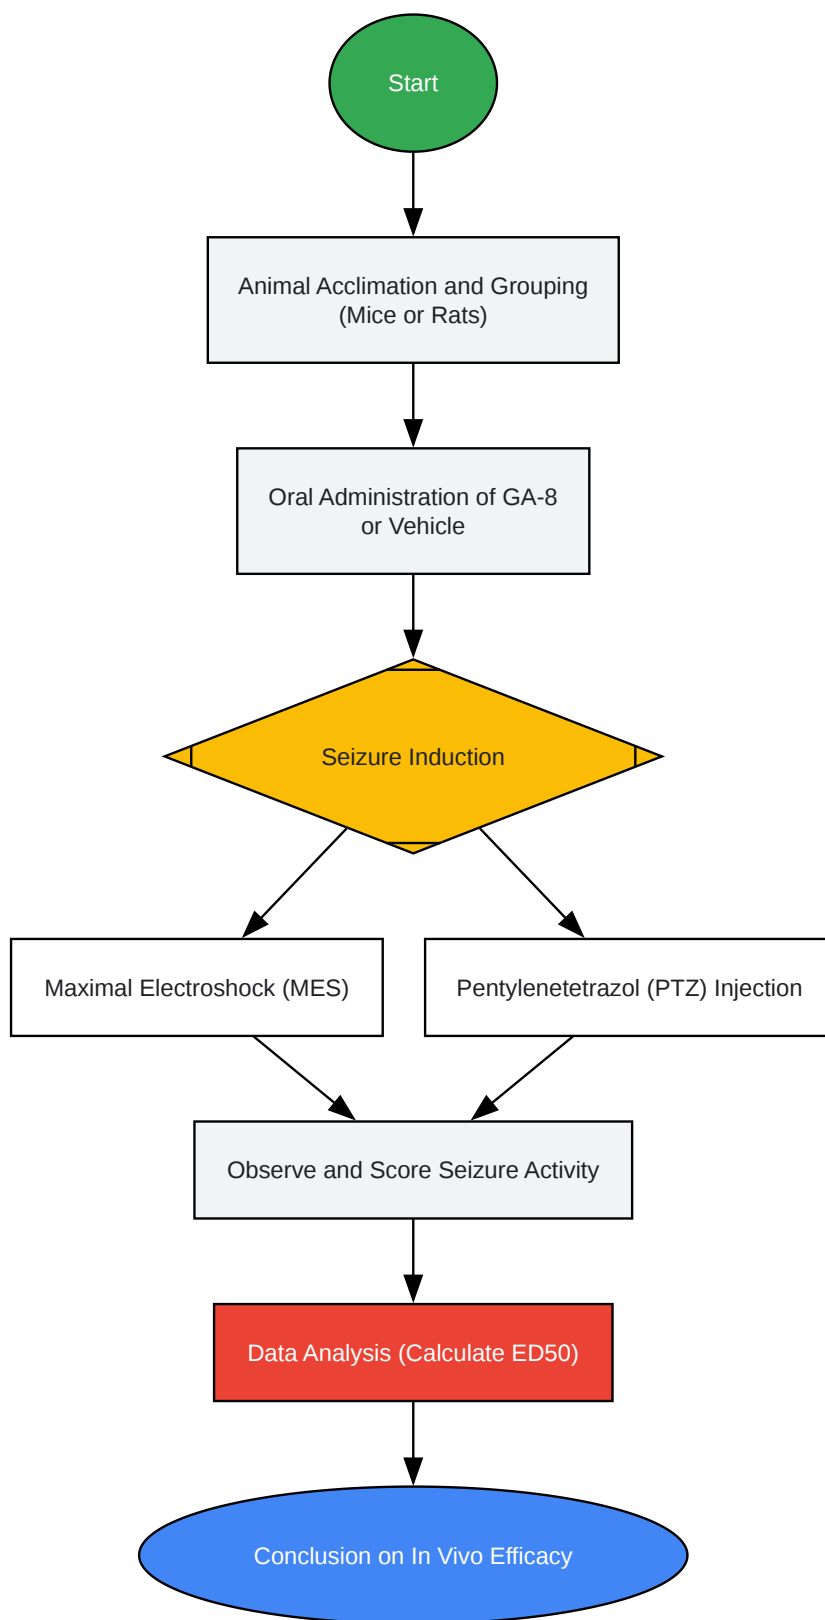 Start
Animal Acclimation and Grouping
(Mice or Rats)
Oral Administration of GA-8
or Vehicle
Seizure Induction
Maximal Electroshock (MES)
Pentylenetetrazol (PTZ) Injection
Observe and Score Seizure Activity
Data Analysis (Calculate ED50)
Conclusion on In Vivo Efficacy